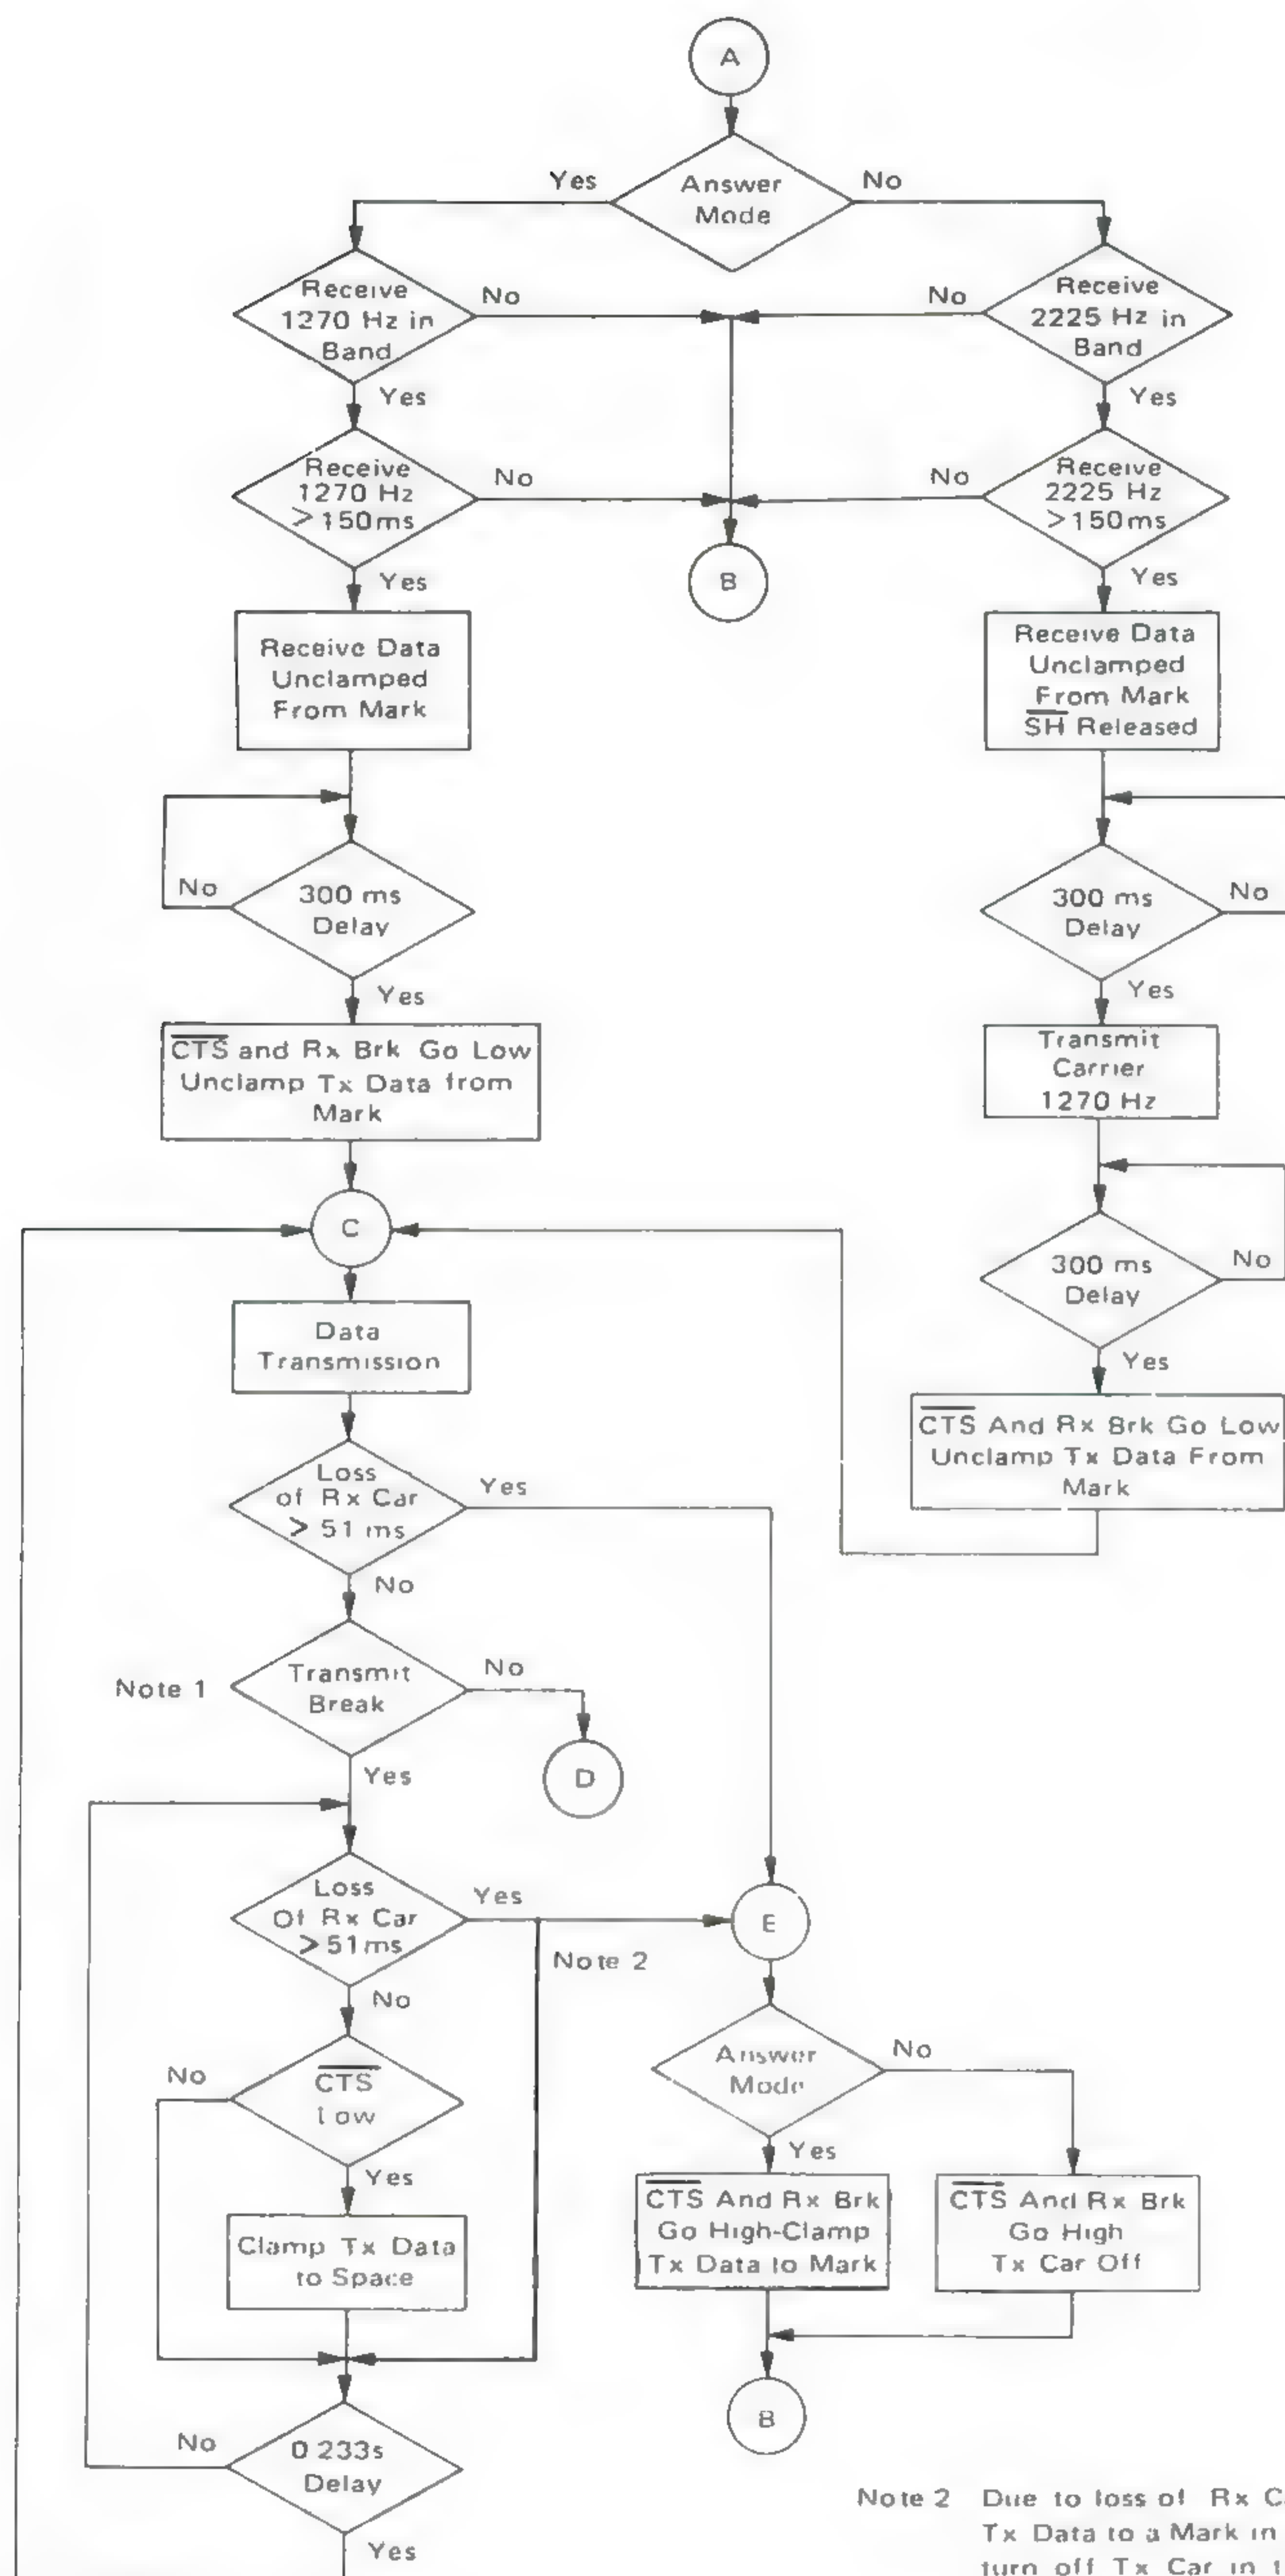 A
Answer
Mode
Yes
No
Receive
1270 Hz in
Band
No
Yes
Receive
2225 Hz in
Band
No
Yes
Receive
1270 Hz
>150ms
No
Yes
Receive
2225 Hz
>150ms
No
Yes
B
Receive Data
Unclamped
From Mark
Receive Data
Unclamped
From Mark
S̅H̅ Released
300 ms
Delay
No
Yes
300 ms
Delay
No
Yes
C̅T̅S̅ and Rx Brk Go Low
Unclamp Tx Data from
Mark
Transmit
Carrier
1270 Hz
C
300 ms
Delay
No
Yes
Data
Transmission
C̅T̅S̅ And Rx Brk Go Low
Unclamp Tx Data From
Mark
Loss
of Rx Car
> 51 ms
Yes
No
Note 1
Transmit
Break
No
D
Yes
Loss
Of Rx Car
>51ms
Yes
Note 2
E
No
C̅T̅S̅
Low
No
Yes
Answer
Mode
No
Yes
Clamp Tx Data
to Space
C̅T̅S̅ And Rx Brk
Go High-Clamp
Tx Data to Mark
C̅T̅S̅ And Rx Brk
Go High
Tx Car Off
B
0 233s
Delay
No
Yes
Note 2 Due to loss of Rx
Tx Data to a Mark in
turn off Tx Car in